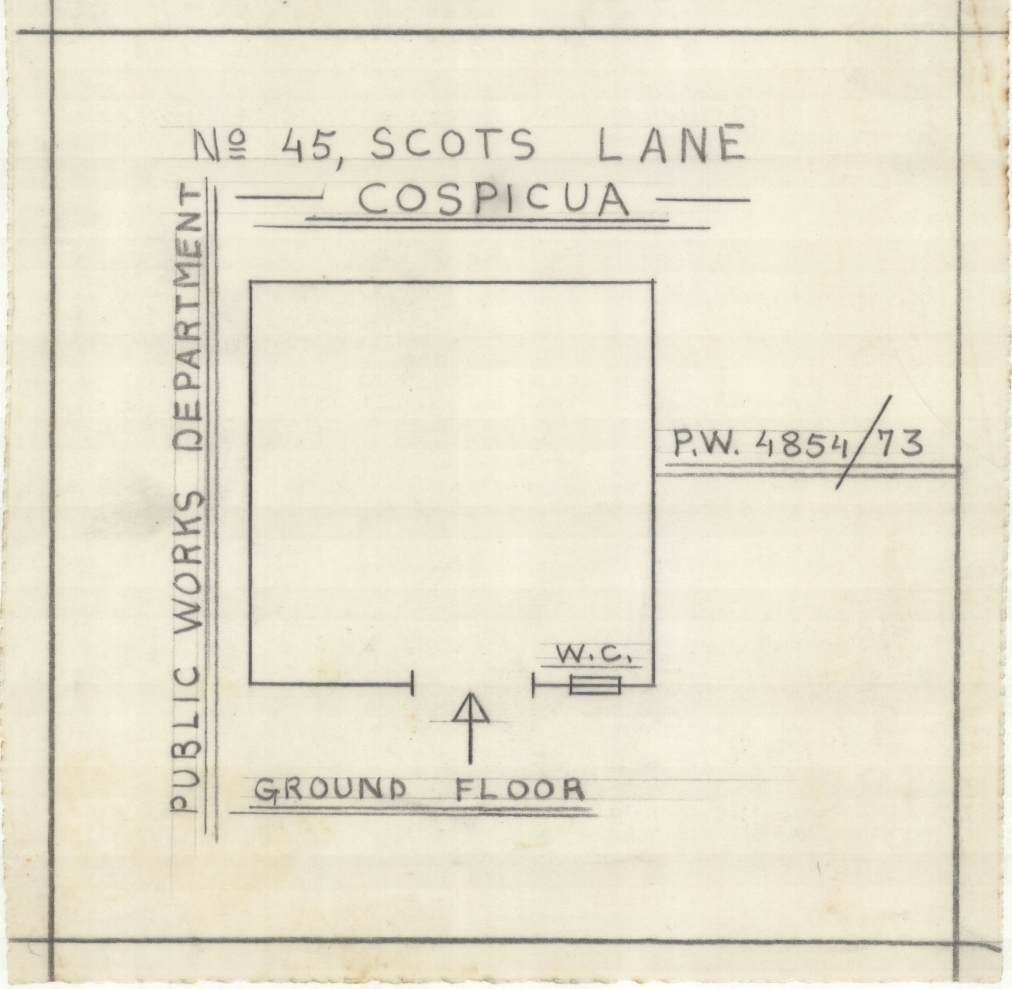 Nº 45, SCOTS LANE
COSPICUA
PUBLIC WORKS DEPARTMENT
P.W. 4854/73
W.C.
GROUND FLOOR